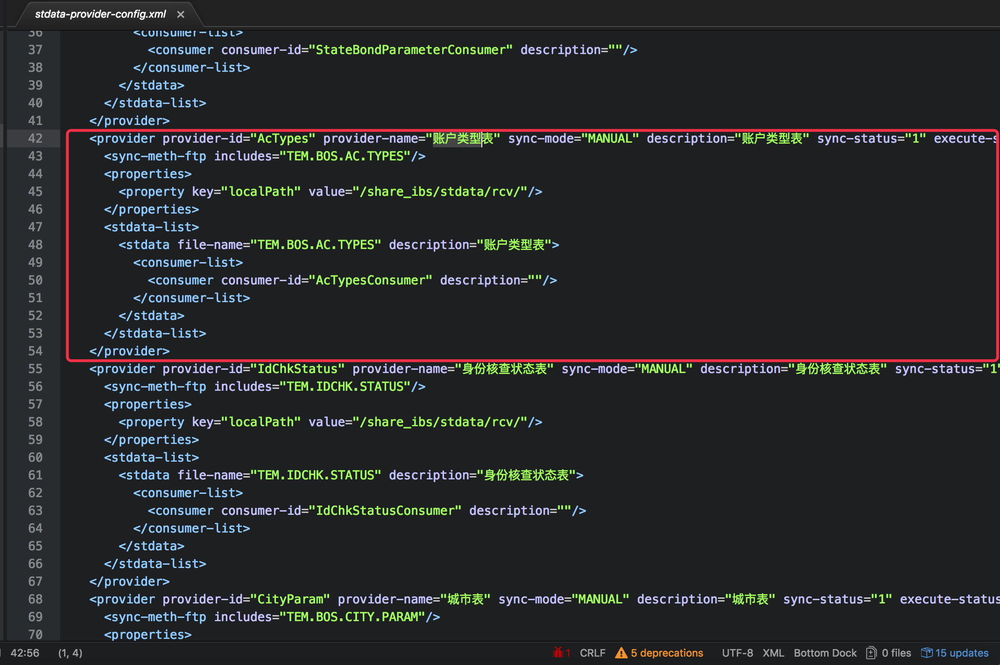 stdata-provider-config.xml
36 <consumer-list>
37 <consumer consumer-id="StateBondParameterConsumer" description=""/>
38 </consumer-list>
39 </stdata>
40 </stdata-list>
41 </provider>
42 <provider provider-id="AcTypes" provider-name="账户类型表" sync-mode="MANUAL" description="账户类型表" sync-status="1" execute-s
43 <sync-meth-ftp includes="TEM.BOS.AC.TYPES"/>
44 <properties>
45 <property key="localPath" value="/share_ibs/stdata/rcv/"/>
46 </properties>
47 <stdata-list>
48 <stdata file-name="TEM.BOS.AC.TYPES" description="账户类型表">
49 <consumer-list>
50 <consumer consumer-id="AcTypesConsumer" description=""/>
51 </consumer-list>
52 </stdata>
53 </stdata-list>
54 </provider>
55 <provider provider-id="IdChkStatus" provider-name="身份核查状态表" sync-mode="MANUAL" description="身份核查状态表" sync-status="1"
56 <sync-meth-ftp includes="TEM.IDCHK.STATUS"/>
57 <properties>
58 <property key="localPath" value="/share_ibs/stdata/rcv/"/>
59 </properties>
60 <stdata-list>
61 <stdata file-name="TEM.IDCHK.STATUS" description="身份核查状态表">
62 <consumer-list>
63 <consumer consumer-id="IdChkStatusConsumer" description=""/>
64 </consumer-list>
65 </stdata>
66 </stdata-list>
67 </provider>
68 <provider provider-id="CityParam" provider-name="城市表" sync-mode="MANUAL" description="城市表" sync-status="1" execute-status
69 <sync-meth-ftp includes="TEM.BOS.CITY.PARAM"/>
70 <properties>
42:56 (1, 4) 1 CRLF 5 deprecations UTF-8 XML Bottom Dock 0 files 15 updates